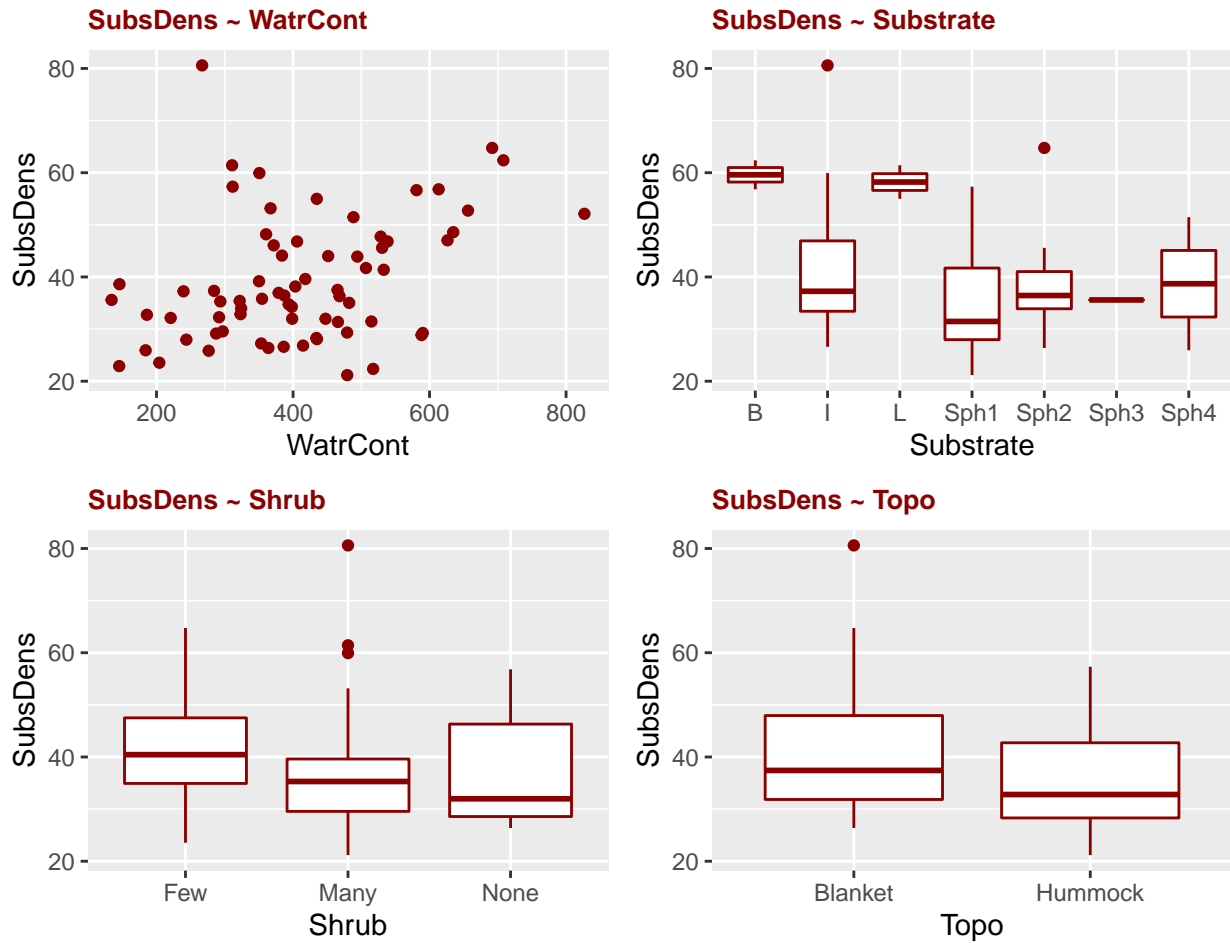 SubsDens ~ WatrCont
80
60
40
20
SubsDens
200 400 600 800
WatrCont
SubsDens ~ Substrate
80
60
40
20
SubsDens
B I L Sph1 Sph2 Sph3 Sph4
Substrate
SubsDens ~ Shrub
80
60
40
20
SubsDens
Few Many None
Shrub
SubsDens ~ Topo
80
60
40
20
SubsDens
Blanket Hummock
Topo